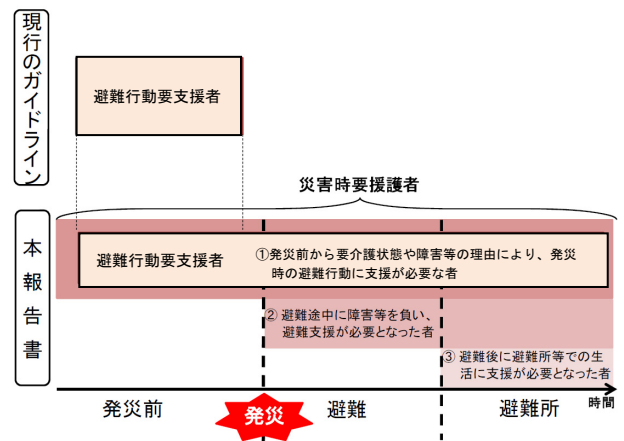 現行のガイドライン
避難行動要支援者
災害時要援護者
本報告書
避難行動要支援者
①発災前から要介護状態や障害等の理由により、発災
時の避難行動に支援が必要な者
② 避難途中に障害等を負い、
避難支援が必要となった者
③ 避難後に避難所等での生
活に支援が必要となった者
発災前
発災
避難
避難所
時間